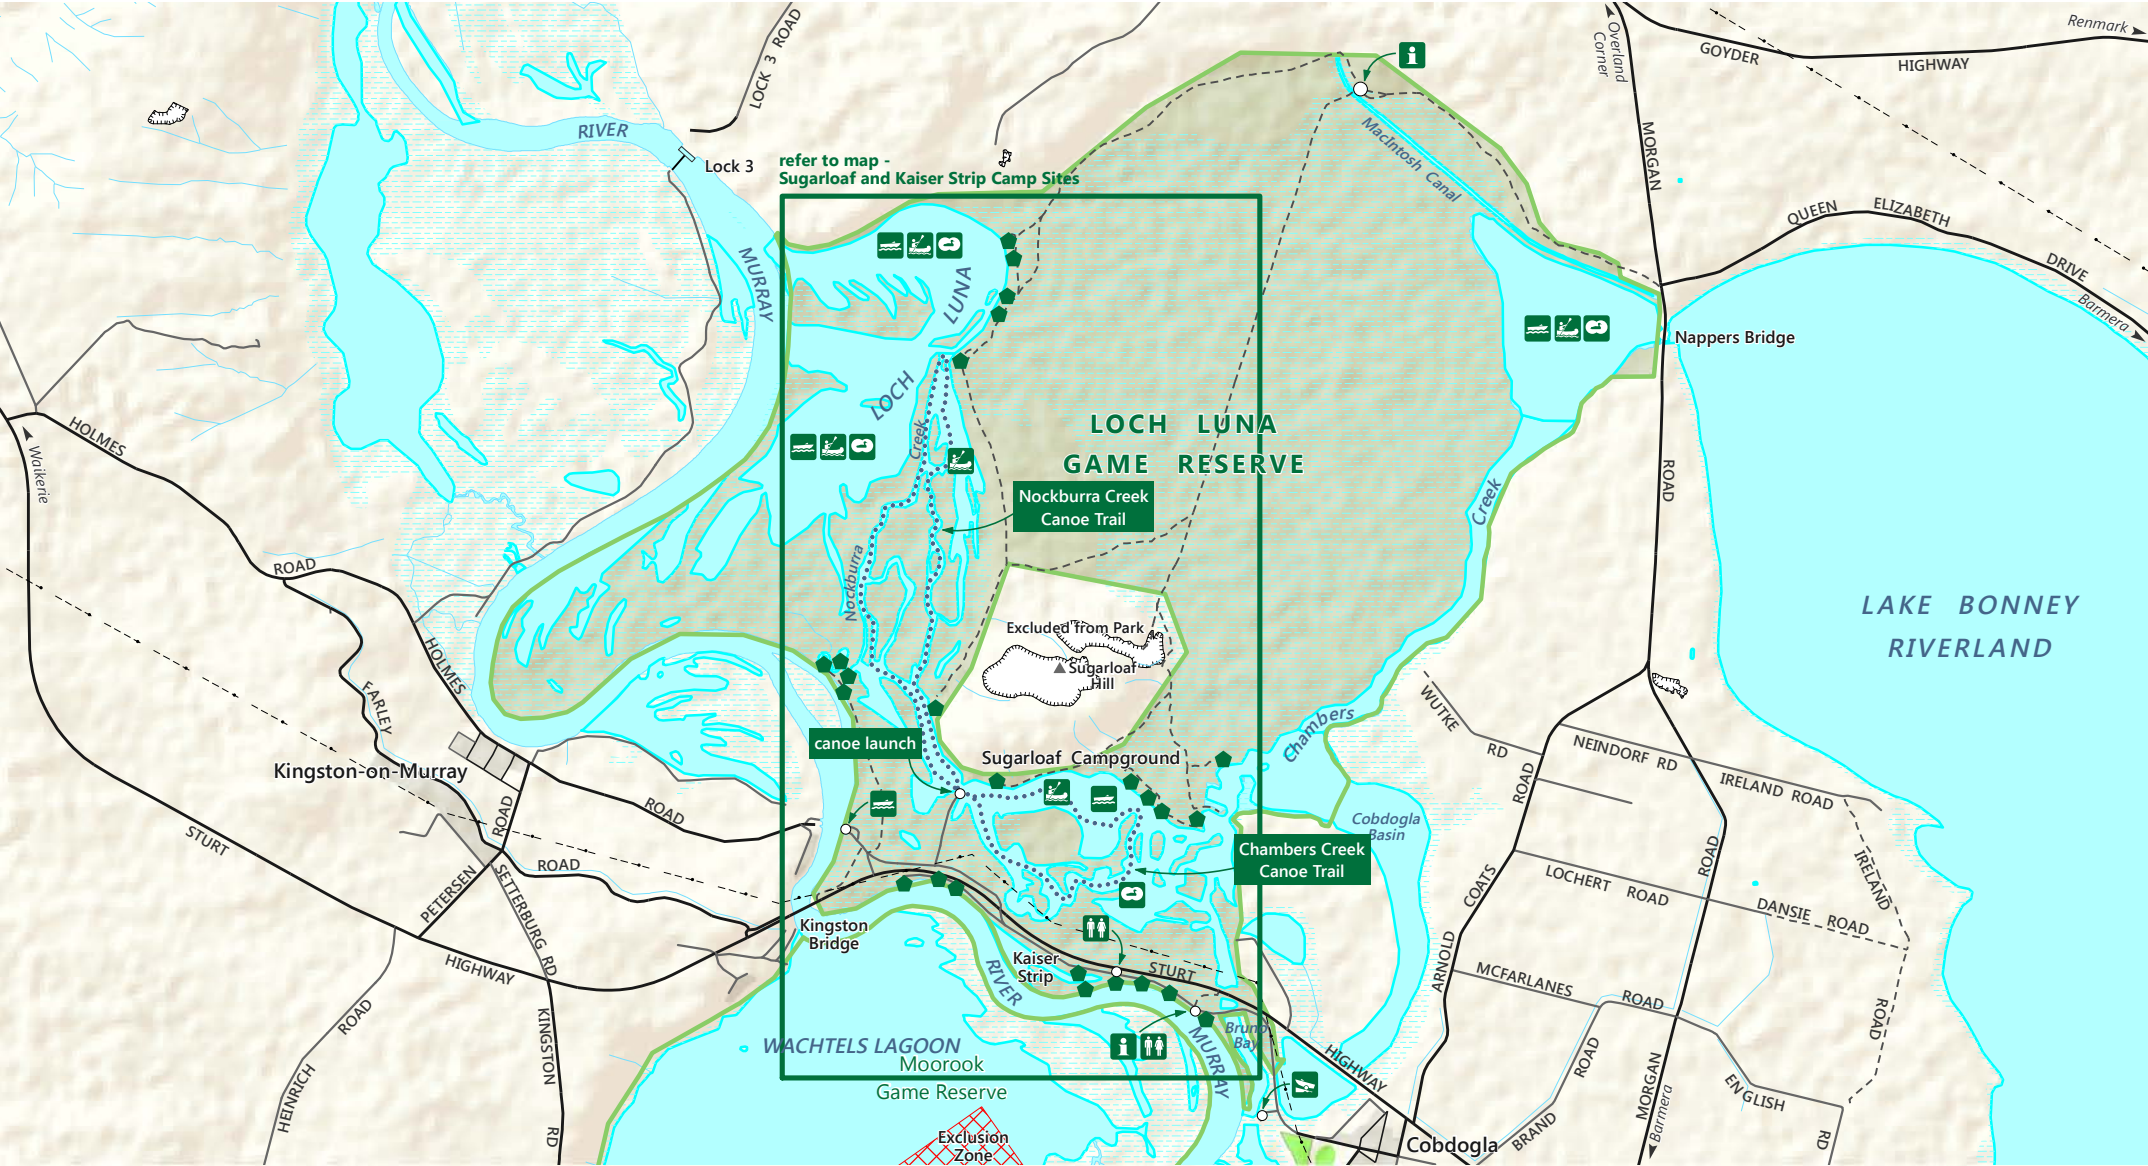 Renmark
Overland
Corner
GOYDER
HIGHWAY
LOCK 3 ROAD
RIVER
Lock 3
refer to map -
Sugarloaf and Kaiser Strip Camp Sites
MacIntosh Canal
MORGAN
QUEEN ELIZABETH
DRIVE
Barmera
MURRAY
LUNA
LOCH
Nappers Bridge
HOLMES
Waikerie
Creek
LOCH LUNA
GAME RESERVE
Nockburra Creek
Canoe Trail
Creek
ROAD
ROAD
Nockburra
LAKE BONNEY
RIVERLAND
Excluded from Park
Sugarloaf
Hill
HOLMES
FARLEY
Chambers
WUTKE
RD
canoe launch
Sugarloaf Campground
NEINDORF RD
IRELAND ROAD
Kingston-on-Murray
ROAD
ROAD
ROAD
Cobdogla
Basin
STURT
Chambers Creek
Canoe Trail
ROAD
ROAD
IRELAND
PETERSEN
SETTERBURG RD
COATS
LOCHERT ROAD
DANSIE ROAD
Kingston
Bridge
Kaiser
Strip
STURT
RIVER
HIGHWAY
ARNOLD
MCFARLANES
ROAD
ROAD
ROAD
KINGSTON
RD
WACHTELS LAGOON
Moorook
Game Reserve
MURRAY
Bruno
Bay
HIGHWAY
ROAD
MORGAN
Barmera
ENGLISH
RD
HEINRICH
Exclusion
Zone
Cobdogla
BRAND